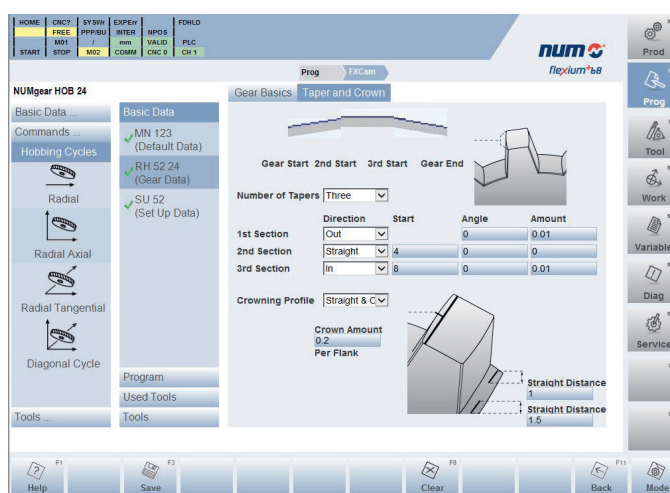 HOME CNC? SYSWr EXPErr FDHLD
FREE PPP/BU INTER NPOS
M01 / mm VALID PLC
START STOP M02 COMM CNC 0 CH 1
num
flexium+68
Prog FXCam
NUMgear HOB 24
Gear Basics Taper and Crown
Basic Data ...
Commands ...
Hobbing Cycles
Radial
Radial Axial
Radial Tangential
Diagonal Cycle
Tools ...
Basic Data
MN 123
(Default Data)
RH 52 24
(Gear Data)
SU 52
(Set Up Data)
Program
Used Tools
Tools
Gear Start 2nd Start 3rd Start Gear End
Number of Tapers Three
Direction Start Angle Amount
1st Section Out 0 0.01
2nd Section Straight 4 0 0
3rd Section In 8 0 0.01
Crowning Profile Straight & C
Crown Amount
0.2
Per Flank
Straight Distance
1
Straight Distance
1.5
Prod
Prog
Tool
Work
Variable
Diag
Service
F1 F3 F8 F11
Help Save Clear Back Mode